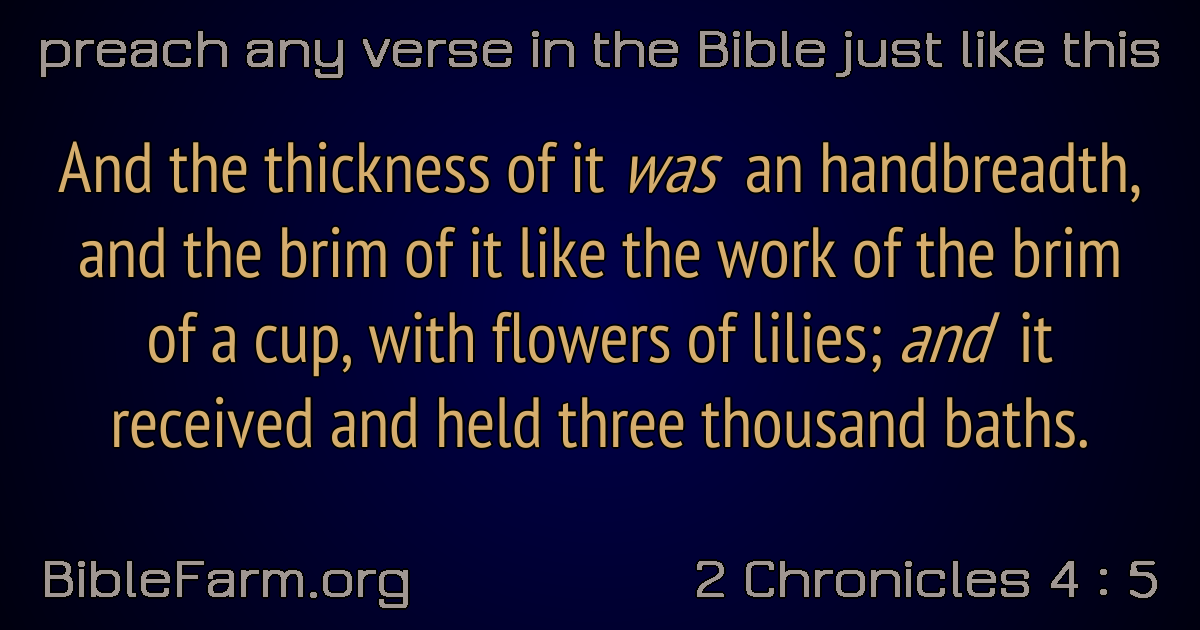 preach any verse in the Bible just like this
And the thickness of it was an handbreadth,
and the brim of it like the work of the brim
of a cup, with flowers of lilies; and it
received and held three thousand baths.
BibleFarm.org
2 Chronicles 4 : 5